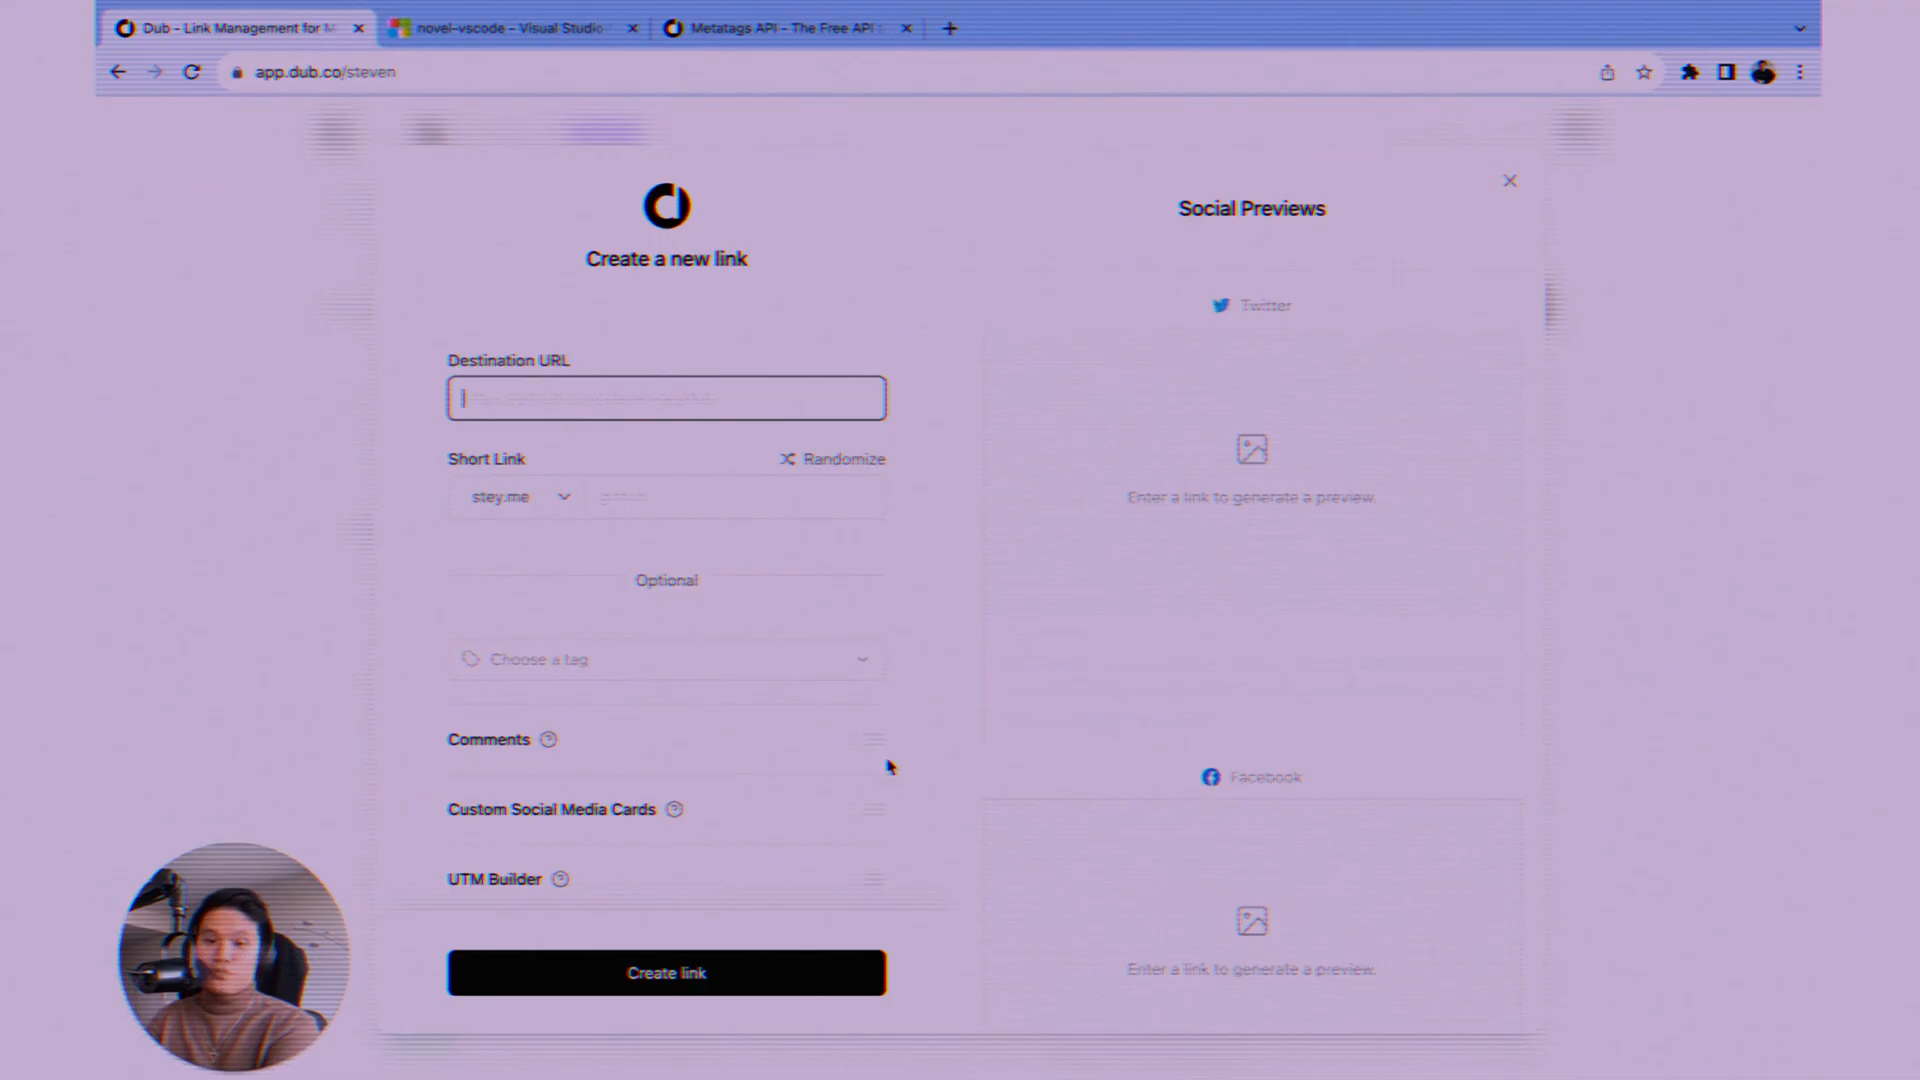 Dub - Link Management for M
novel-vscode – Visual Studio
Metatags API - The Free API t
app.dub.co/steven
Create a new link
Social Previews
Twitter
Destination URL
Short Link
Randomize
stey.me
Enter a link to generate a preview.
Optional
Choose a tag
Comments
Facebook
Custom Social Media Cards
UTM Builder
Create link
Enter a link to generate a preview.